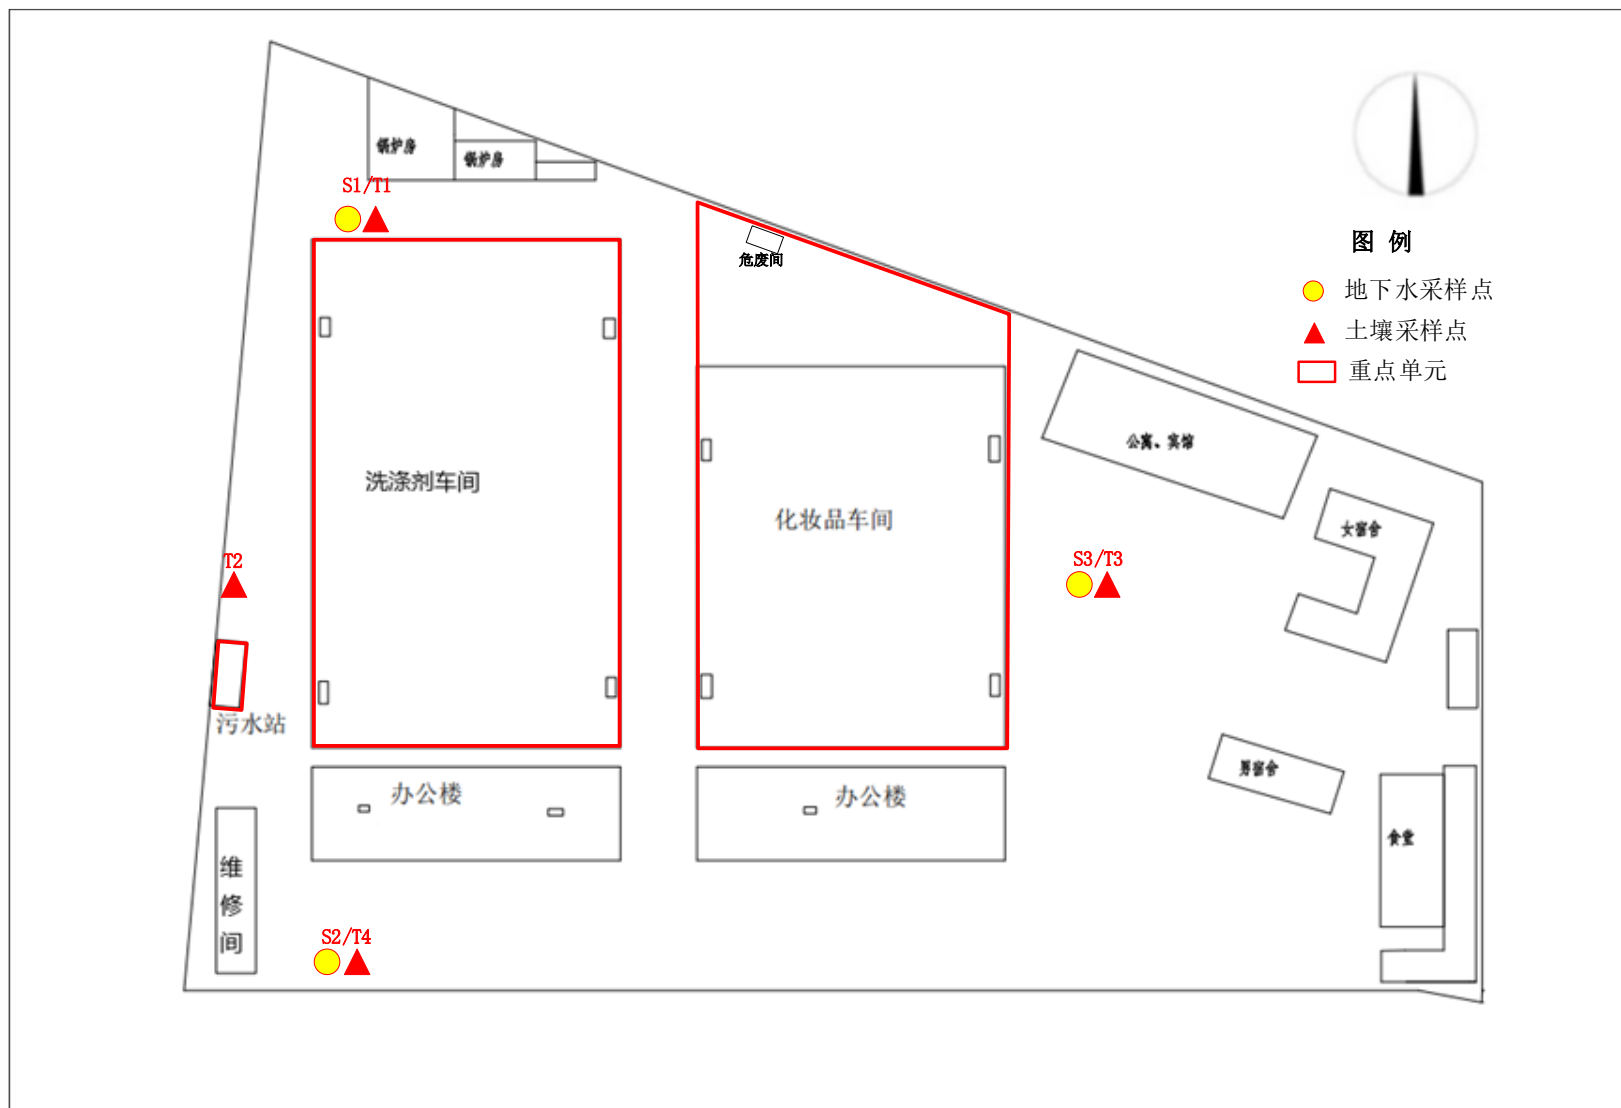 锅炉房
锅炉房
S1/T1
危废间
图 例
地下水采样点
土壤采样点
重点单元
公寓、宾馆
洗涤剂车间
化妆品车间
女宿舍
T2
S3/T3
污水站
男宿舍
办公楼
办公楼
食堂
维
修
间
S2/T4